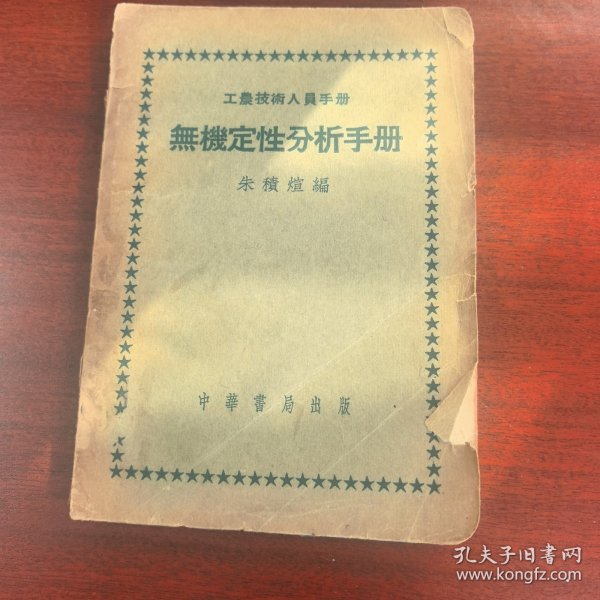 工農技術人員手册
無機定性分析手册
朱積煊編
中華書局出版
孔夫子旧書网
www.kongfz.com